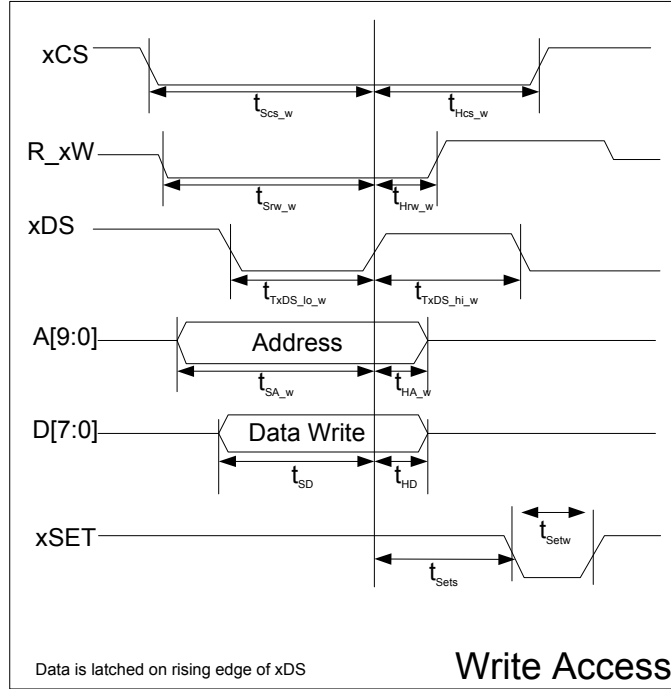 xCS
tScs_w
tHcs_w
R_xW
tSrw_w
tHrw_w
xDS
tTxDS_lo_w
tTxDS_hi_w
A[9:0]
Address
tSA_w
tHA_w
D[7:0]
Data Write
tSD
tHD
xSET
tSetw
tSets
Data is latched on rising edge of xDS
Write Access